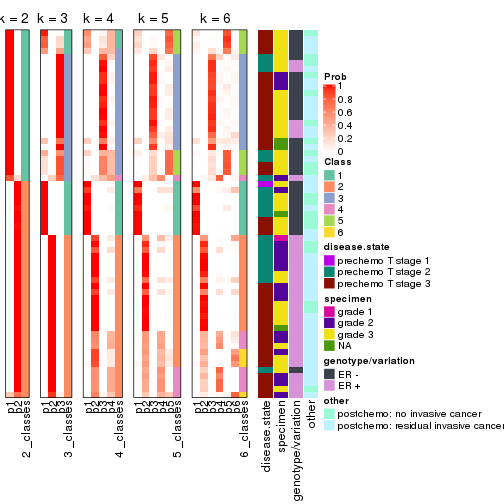 k = 2
k = 3
k = 4
k = 5
k = 6
p1
p2
2_classes
p1
p2
p3
3_classes
p1
p2
p3
p4
4_classes
p1
p2
p3
p4
p5
5_classes
p1
p2
p3
p4
p5
p6
6_classes
disease.state
specimen
genotype/variation
other
Prob
1
0.8
0.6
0.4
0.2
0
Class
1
2
3
4
5
6
disease.state
prechemo T stage 1
prechemo T stage 2
prechemo T stage 3
specimen
grade 1
grade 2
grade 3
NA
genotype/variation
ER -
ER +
other
postchemo: no invasive cancer
postchemo: residual invasive cancer